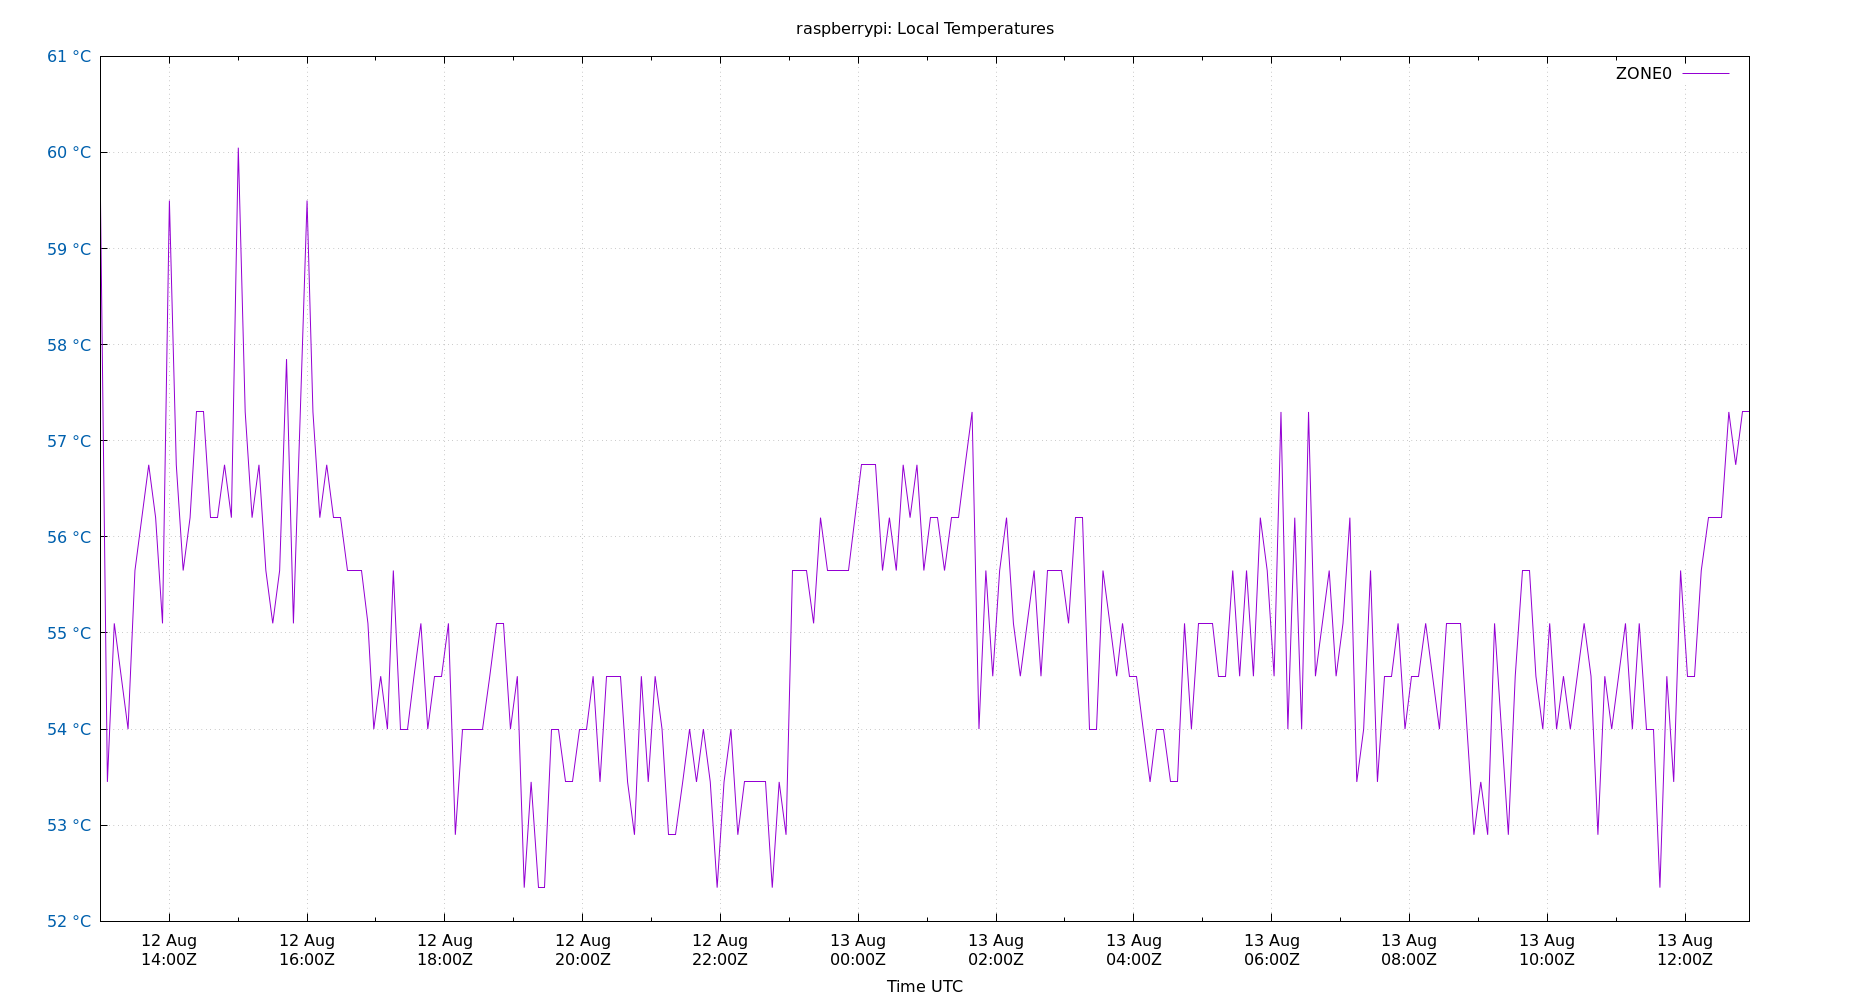 raspberrypi: Local Temperatures
61 °C
ZONE0
60 °C
59 °C
58 °C
57 °C
56 °C
55 °C
54 °C
53 °C
52 °C
12 Aug 12 Aug 12 Aug 12 Aug 12 Aug 13 Aug 13 Aug 13 Aug 13 Aug 13 Aug 13 Aug 13 Aug
14:00Z 16:00Z 18:00Z 20:00Z 22:00Z 00:00Z 02:00Z 04:00Z 06:00Z 08:00Z 10:00Z 12:00Z
Time UTC